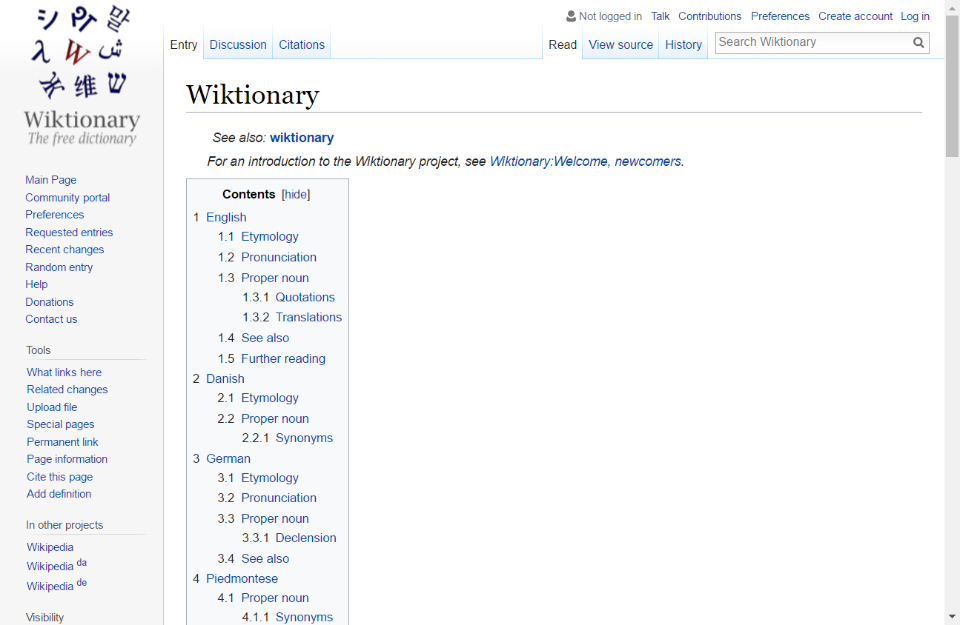 Not logged in Talk Contributions Preferences Create account Log in
Entry Discussion Citations Read View source History Search Wiktionary
シ
Wiktionary
The free dictionary
Main Page
Community portal
Preferences
Requested entries
Recent changes
Random entry
Help
Donations
Contact us
Tools
What links here
Related changes
Upload file
Special pages
Permanent link
Page information
Cite this page
Add definition
In other projects
Wikipedia
Wikipedia da
Wikipedia de
Visibility
Wiktionary
See also: wiktionary
For an introduction to the Wiktionary project, see Wiktionary:Welcome, newcomers.
Contents [hide]
1 English
1.1 Etymology
1.2 Pronunciation
1.3 Proper noun
1.3.1 Quotations
1.3.2 Translations
1.4 See also
1.5 Further reading
2 Danish
2.1 Etymology
2.2 Proper noun
2.2.1 Synonyms
3 German
3.1 Etymology
3.2 Pronunciation
3.3 Proper noun
3.3.1 Declension
3.4 See also
4 Piedmontese
4.1 Proper noun
4.1.1 Synonyms